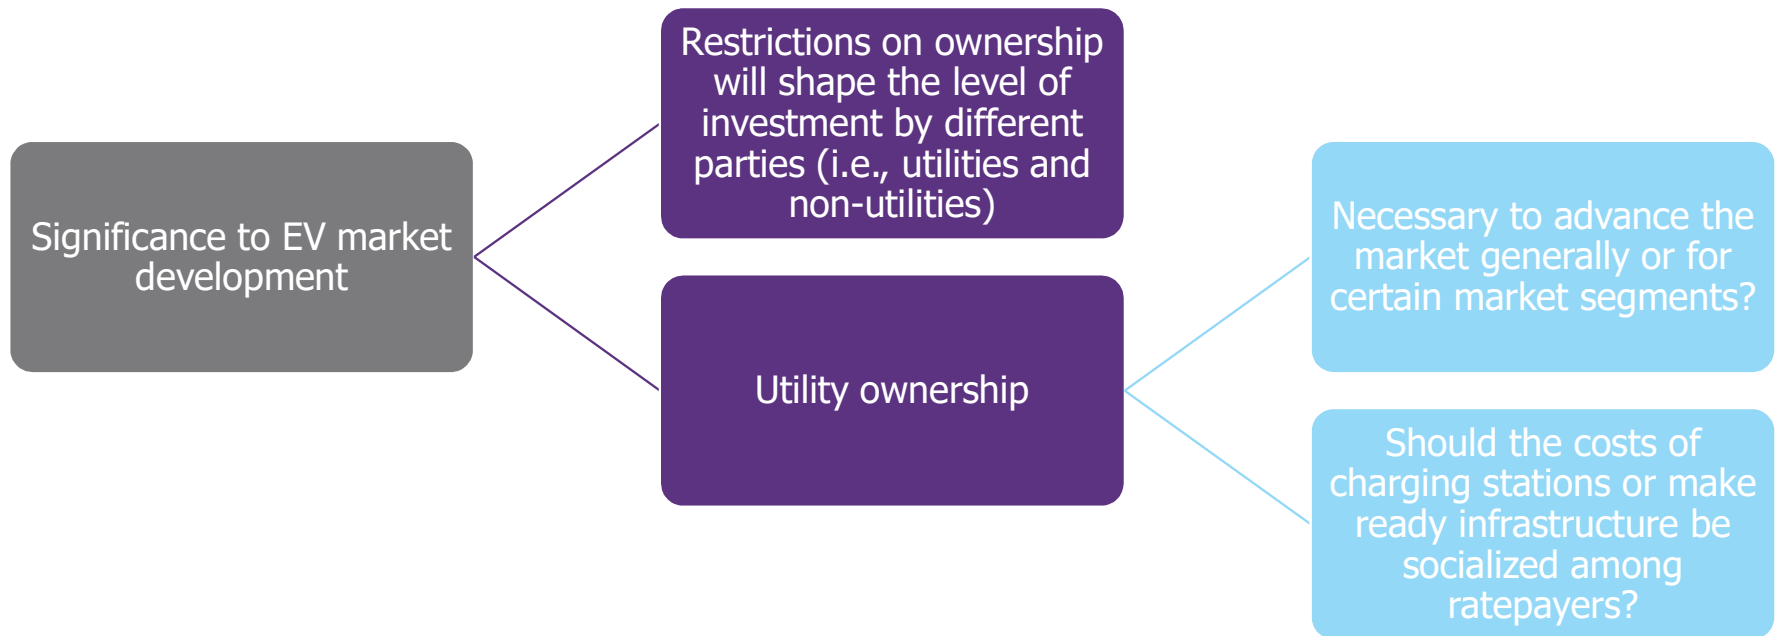 Significance to EV market
development
Restrictions on ownership
will shape the level of
investment by different
parties (i.e., utilities and
non-utilities)
Utility ownership
Necessary to advance the
market generally or for
certain market segments?
Should the costs of
charging stations or make
ready infrastructure be
socialized among
ratepayers?